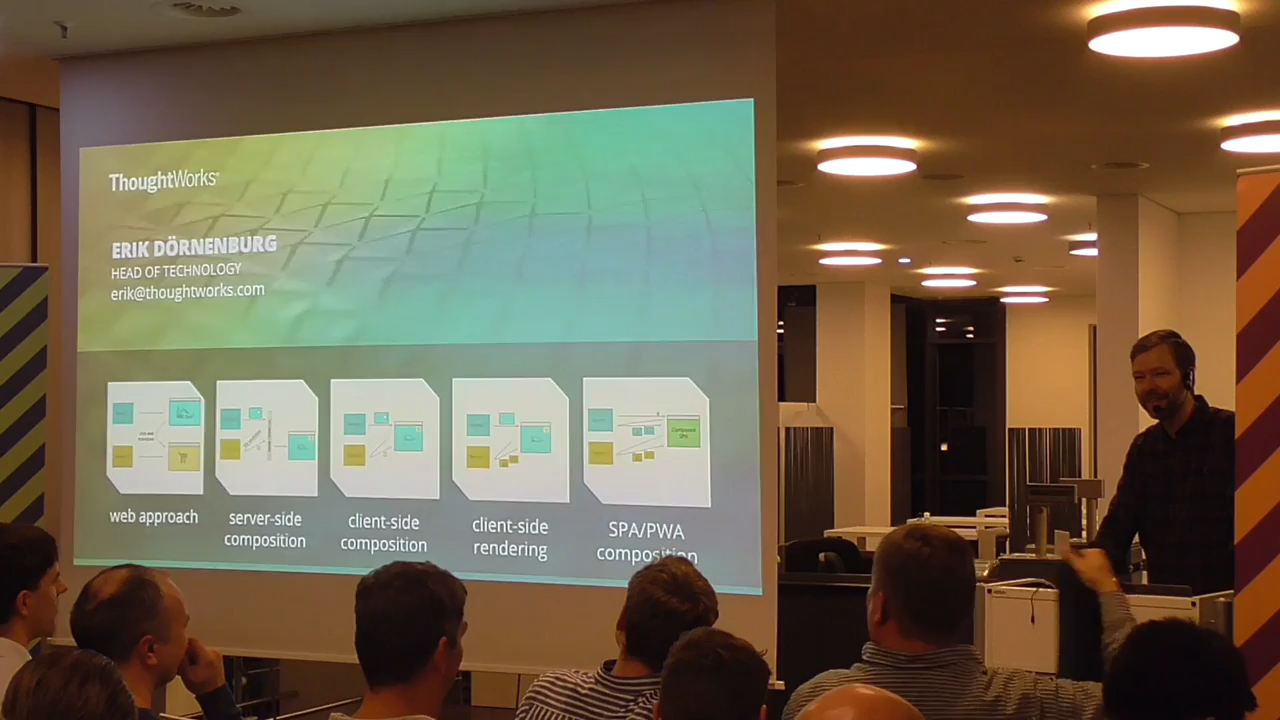 ThoughtWorks
ERIK DÖRNENBURG
HEAD OF TECHNOLOGY
erik@thoughtworks.com
web approach
server-side
composition
client-side
composition
client-side
rendering
SPA/PWA
composition